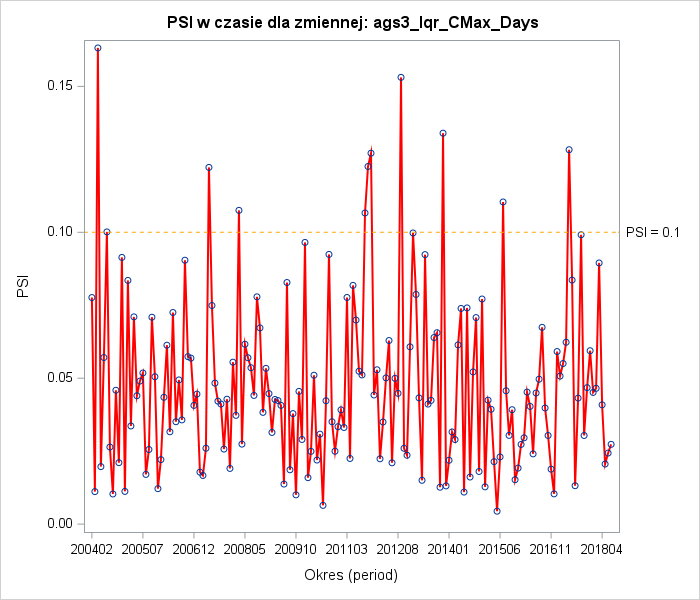 PSI w czasie dla zmiennej: ags3_Iqr_CMax_Days
0.15
0.10
0.05
0.00
PSI
PSI = 0.1
200402 200507 200612 200805 200910 201103 201208 201401 201506 201611 201804
Okres (period)